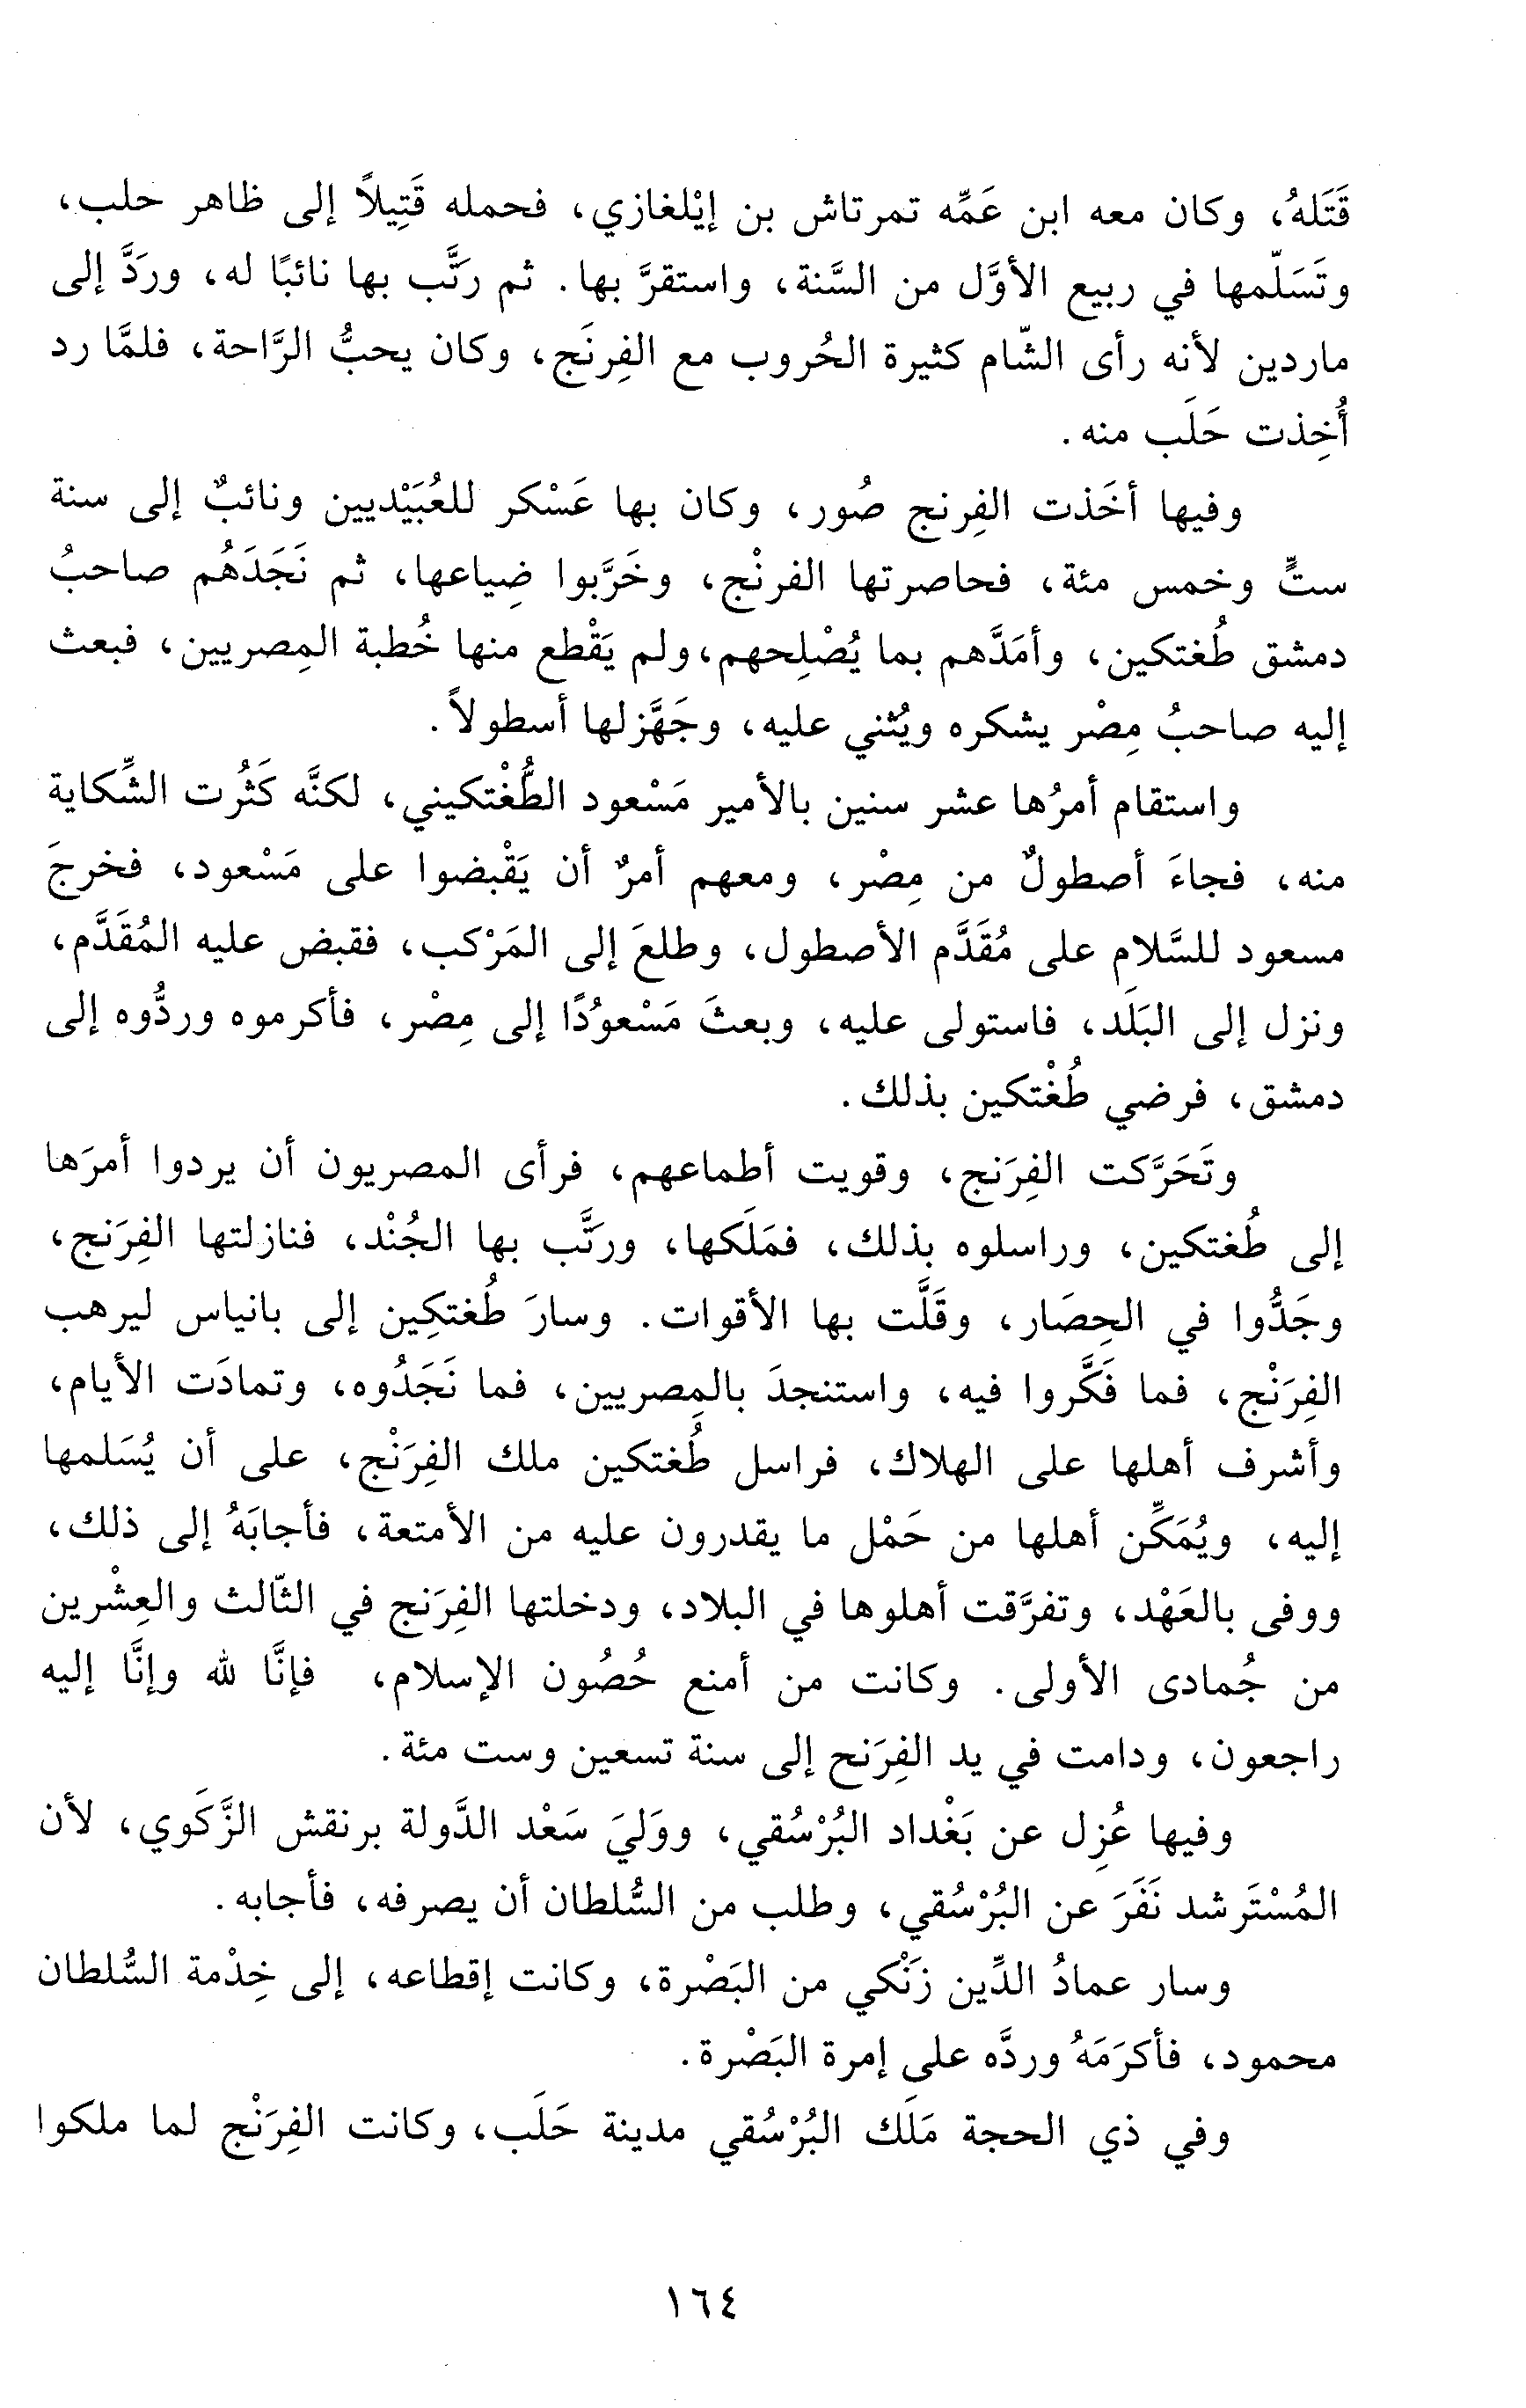 قَتَلهُ، وكان معه ابن عَمِّه تمرتاش بن إيْلغازي، فحمله قَتِيلاً إلى ظاهر حلب،
وتَسَلّمها في ربيع الأوَّل من السَّنة، واستقرَّ بها. ثم رَتَّب بها نائبًا له، وردَّ إلى
ماردين لأنه رأى الشّام كثيرة الحُروب مع الفِرنَج، وكان يحبُّ الرَّاحة، فلمَّا رد
أُخِذت حَلَب منه.
وفيها أخَذت الفِرنج صُور، وكان بها عَسْكر للعُبَيْديين ونائبٌ إلى سنة
ستٍّ وخمس مئة، فحاصرتها الفرنْج، وخَرَّبوا ضِياعها، ثم نَجَدَهُم صاحبُ
دمشق طُغتكين، وأمَدَّهم بما يُصْلِحهم، ولم يَقْطع منها خُطبة المِصريين، فبعث
إليه صاحبُ مِصْر يشكره ويُثني عليه، وجَهَّز لها أسطولاً.
واستقام أمرُها عشر سنين بالأمير مَسْعود الطُّغْتكيني، لكنَّه كَثُرت الشِّكاية
منه، فجاءَ أصطولٌ من مِصْر، ومعهم أمرٌ أن يَقْبضوا على مَسْعود، فخرجَ
مسعود للسَّلام على مُقَدَّم الأصطول، وطلعَ إلى المَرْكب، فقبض عليه المُقَدَّم،
ونزل إلى البَلَد، فاستولى عليه، وبعثَ مَسْعوُدًا إلى مِصْر، فأكرموه وردُّوه إلى
دمشق، فرضي طُغْتكين بذلك.
وتَحَرَّكت الفِرَنج، وقويت أطماعهم، فرأى المصريون أن يردوا أمرَها
إلى طُغتكين، وراسلوه بذلك، فمَلَكها، ورتَّب بها الجُنْد، فنازلتها الفِرَنج،
وجَدُّوا في الحِصَار، وقَلَّت بها الأقوات. وسارَ طُغتكِين إلى بانياس ليرهب
الفِرَنْج، فما فَكَّروا فيه، واستنجدَ بالمِصريين، فما نَجَدُوه، وتمادَت الأيام،
وأشرف أهلها على الهلاك، فراسل طُغتكين ملك الفِرَنْج، على أن يُسَلمها
إليه، ويُمَكِّن أهلها من حَمْل ما يقدرون عليه من الأمتعة، فأجابَهُ إلى ذلك،
ووفى بالعَهْد، وتفرَّقت أهلوها في البلاد، ودخلتها الفِرَنج في الثّالث والعِشْرين
من جُمادى الأولى. وكانت من أمنع حُصُون الإسلام، فإنَّا لله وإنَّا إليه
راجعون، ودامت في يد الفِرَنح إلى سنة تسعين وست مئة.
وفيها عُزِل عن بَغْداد البُرْسُقي، ووَليَ سَعْد الدَّولة برنقش الزَّكَوي، لأن
المُسْتَرشد نَفَرَ عن البُرْسُقي، وطلب من السُّلطان أن يصرفه، فأجابه.
وسار عمادُ الدِّين زَنْكي من البَصْرة، وكانت إقطاعه، إلى خِدْمة السُّلطان
محمود، فأكرَمَهُ وردَّه على إمرة البَصْرة.
وفي ذي الحجة مَلَك البُرْسُقي مدينة حَلَب، وكانت الفِرَنْج لما ملكوا
١٦٤